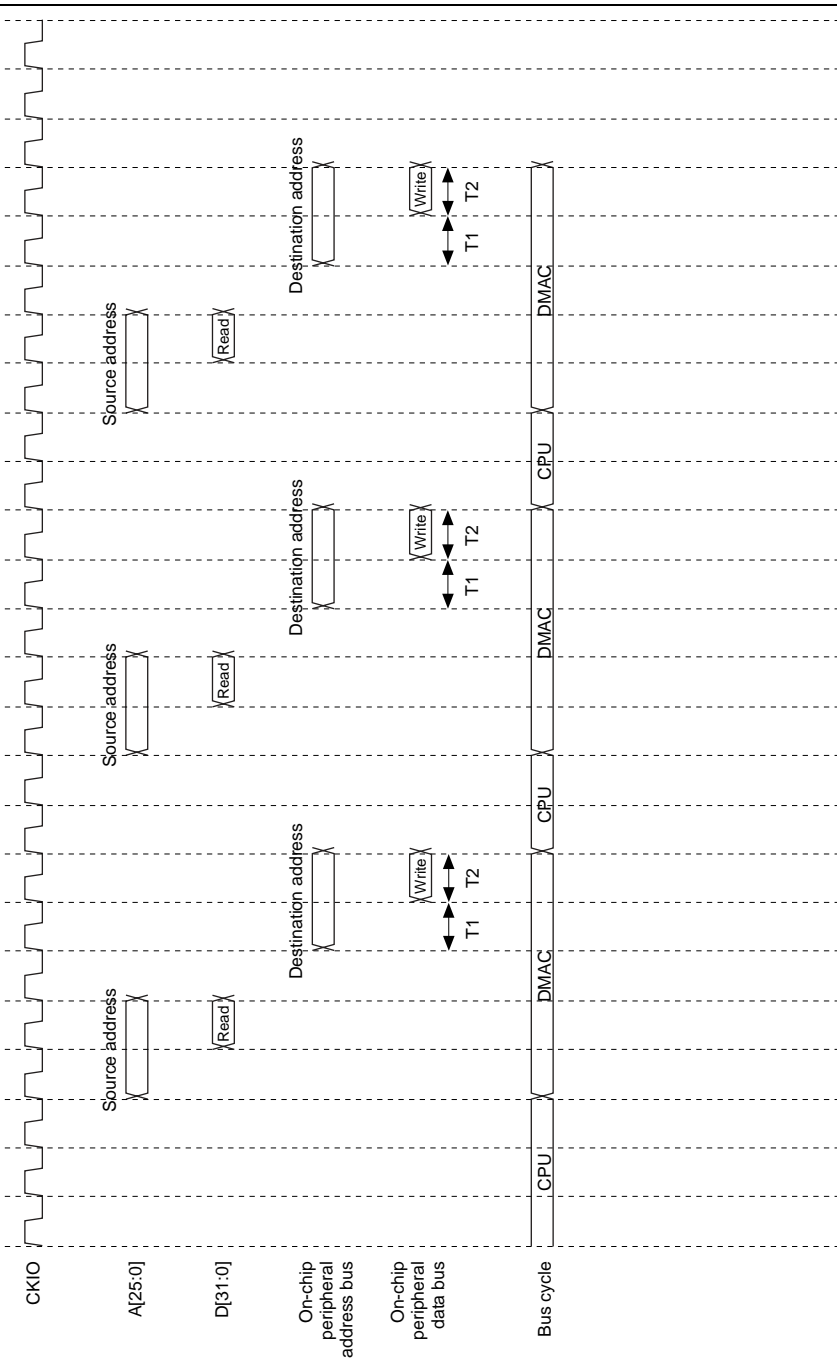 CKIO
Source address
Source address
Source address
A[25:0]
D[31:0]
Read
Read
Read
Destination address
Destination address
Destination address
On-chip
peripheral
address bus
On-chip
peripheral
data bus
Write
Write
Write
T1 T2
T1 T2
T1 T2
Bus cycle
CPU
DMAC
CPU
DMAC
CPU
DMAC